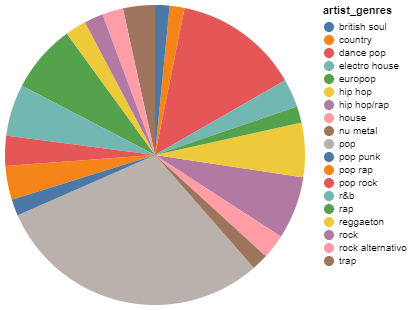 artist_genres
british soul
country
dance pop
electro house
europop
hip hop
hip hop/rap
house
nu metal
pop
pop punk
pop rap
pop rock
r&b
rap
reggaeton
rock
rock alternativo
trap